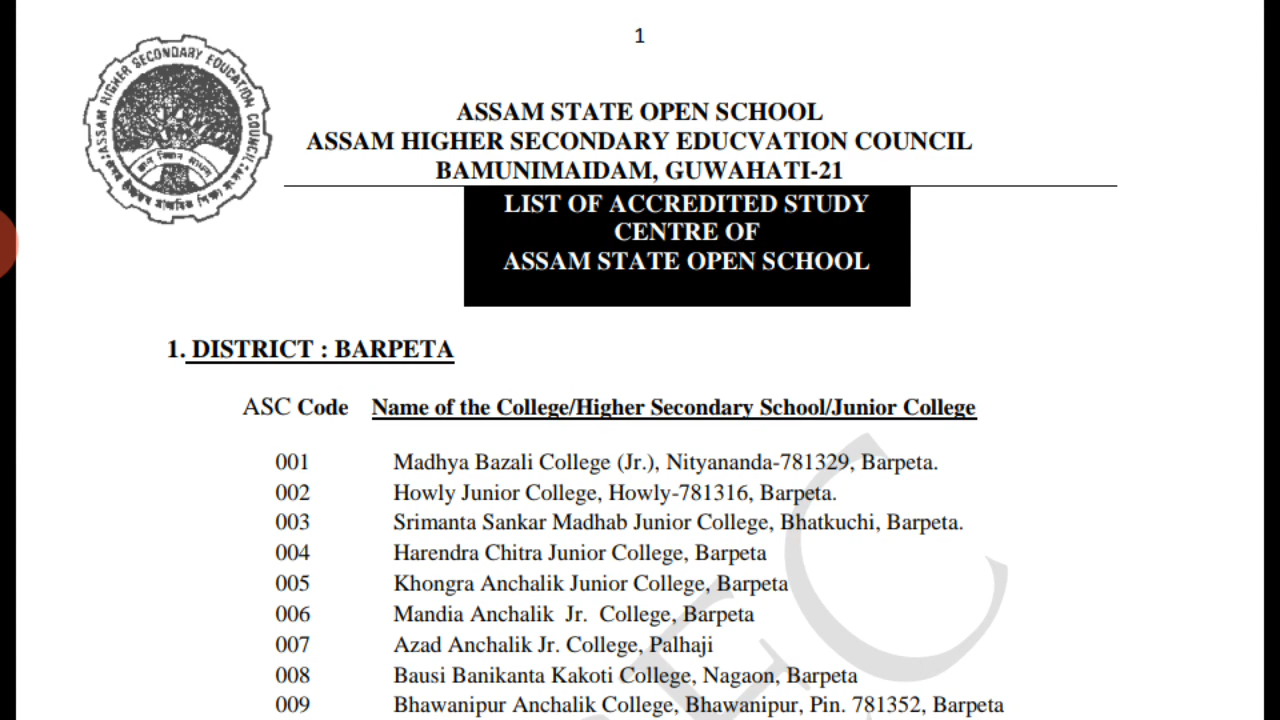 1
ASSAM HIGHER SECONDARY EDUCATION COUNCIL
ASSAM STATE OPEN SCHOOL
ASSAM HIGHER SECONDARY EDUCVATION COUNCIL
BAMUNIMAIDAM, GUWAHATI-21
LIST OF ACCREDITED STUDY
CENTRE OF
ASSAM STATE OPEN SCHOOL
1. DISTRICT : BARPETA
ASC Code Name of the College/Higher Secondary School/Junior College
001 Madhya Bazali College (Jr.), Nityananda-781329, Barpeta.
002 Howly Junior College, Howly-781316, Barpeta.
003 Srimanta Sankar Madhab Junior College, Bhatkuchi, Barpeta.
004 Harendra Chitra Junior College, Barpeta
005 Khongra Anchalik Junior College, Barpeta
006 Mandia Anchalik Jr. College, Barpeta
007 Azad Anchalik Jr. College, Palhaji
008 Bausi Banikanta Kakoti College, Nagaon, Barpeta
009 Bhawanipur Anchalik College, Bhawanipur, Pin. 781352, Barpeta